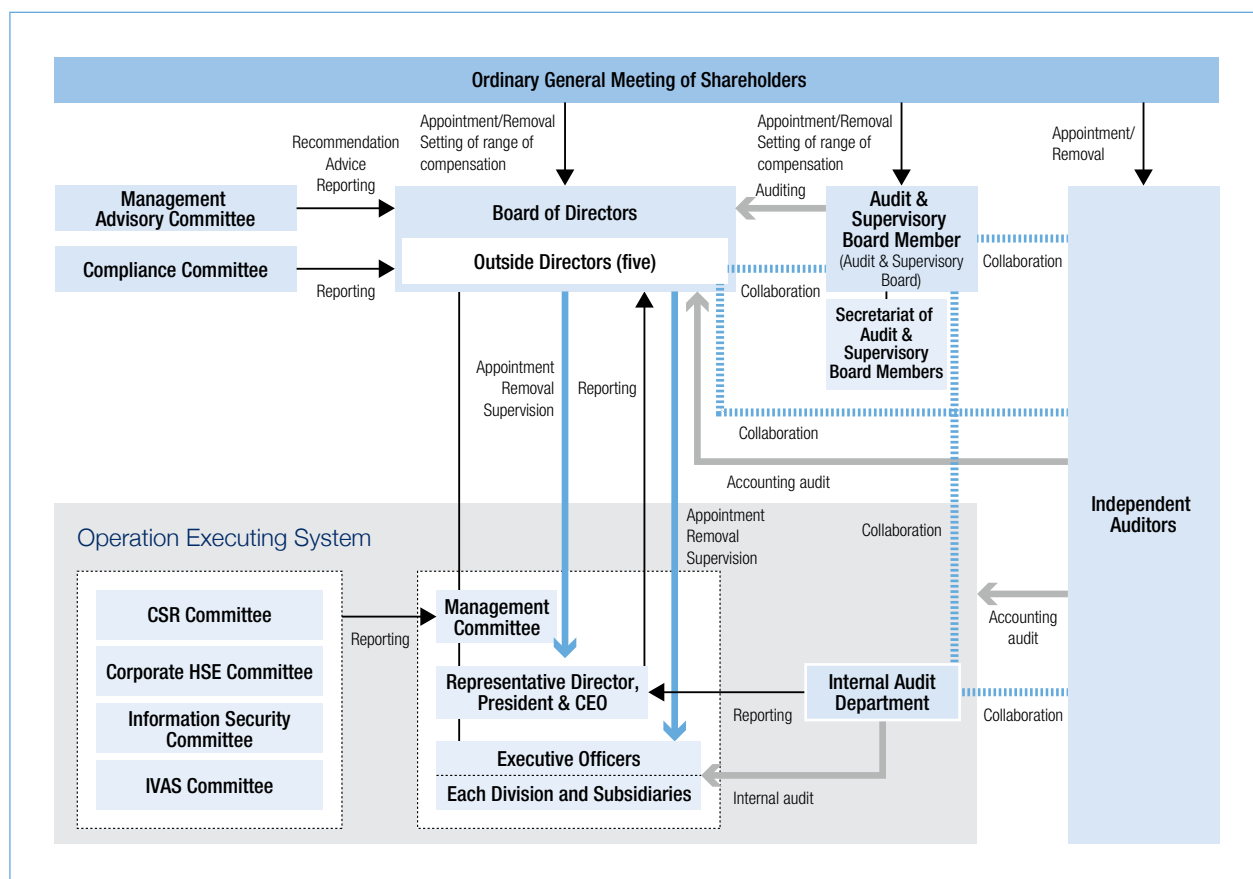 Ordinary General Meeting of Shareholders
Appointment/Removal
Setting of range of
compensation
Appointment/Removal
Setting of range of
compensation
Appointment/
Removal
Recommendation
Advice
Reporting
Management
Advisory Committee
Board of Directors
Auditing
Audit &
Supervisory
Board Member
(Audit & Supervisory
Board)
Collaboration
Compliance Committee
Reporting
Outside Directors (five)
Collaboration
Secretariat of
Audit &
Supervisory
Board Members
Appointment
Removal
Supervision
Reporting
Collaboration
Accounting audit
Independent
Auditors
Operation Executing System
Appointment
Removal
Supervision
Collaboration
CSR Committee
Corporate HSE Committee
Information Security
Committee
IVAS Committee
Reporting
Management
Committee
Accounting
audit
Representative Director,
President & CEO
Reporting
Internal Audit
Department
Collaboration
Executive Officers
Each Division and Subsidiaries
Internal audit